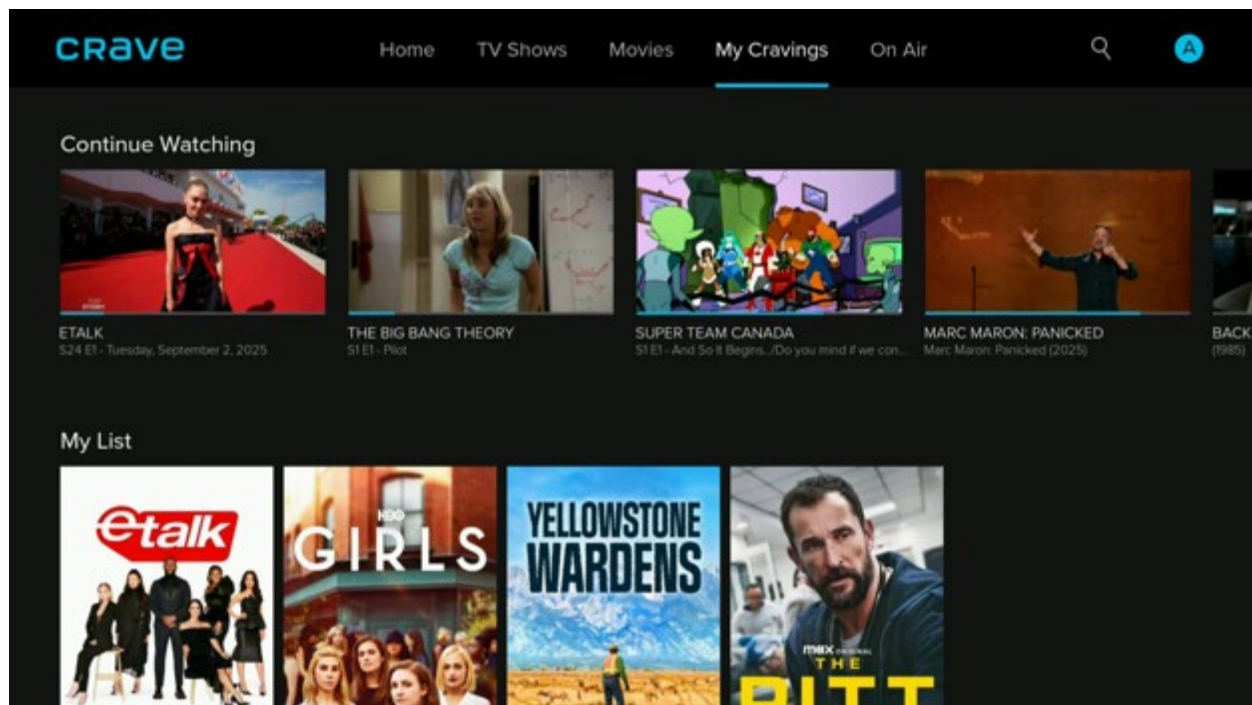 crave
Home TV Shows Movies My Cravings On Air
A
Continue Watching
ETALK
S24 E1 - Tuesday, September 2, 2025
THE BIG BANG THEORY
S1 E1 - Pilot
SUPER TEAM CANADA
S1 E1 - And So It Begins.../Do you mind if we con...
MARC MARON: PANICKED
Marc Maron: Panicked (2025)
BACK
(1985)
My List
etalk
HBO
GIRLS
YELLOWSTONE
WARDENS
max ORIGINAL
THE
PITT